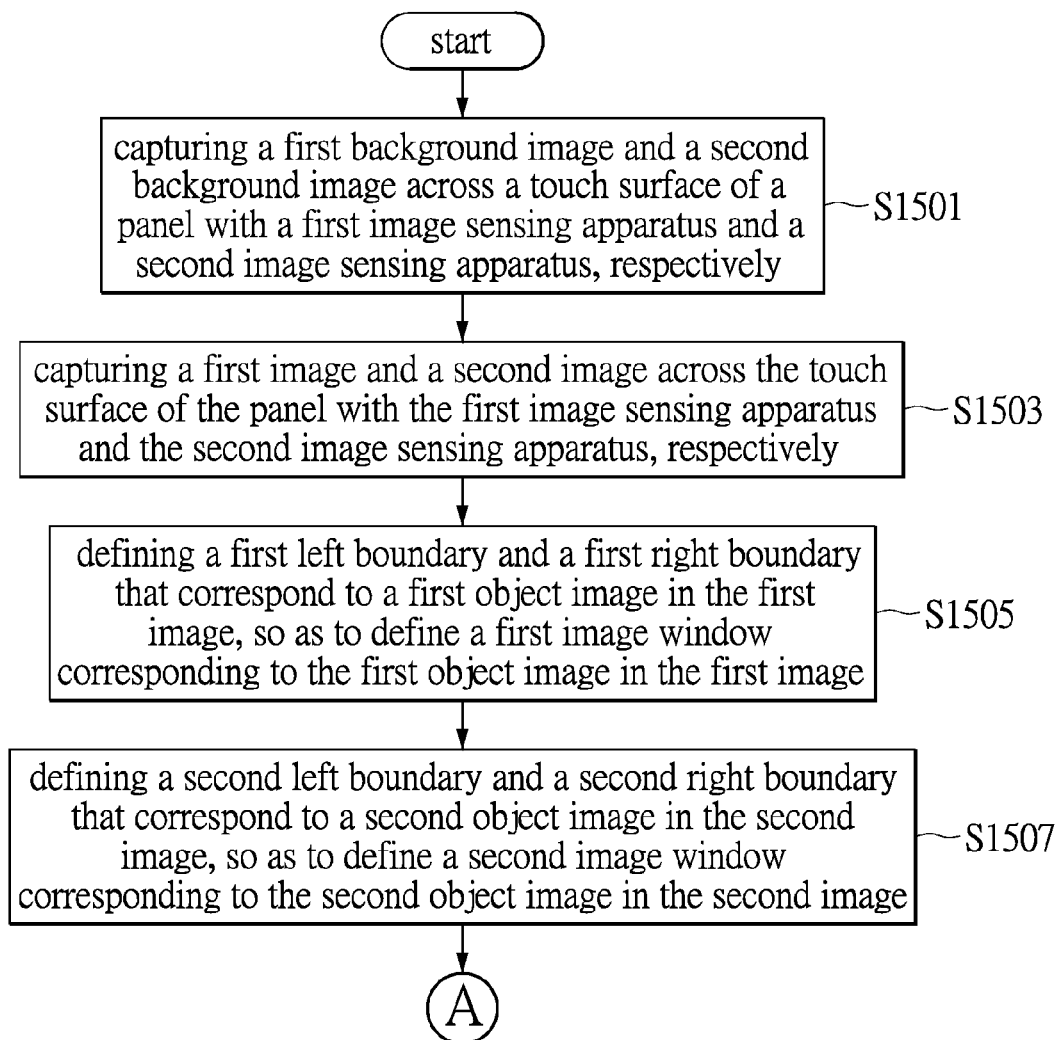 start
capturing a first background image and a second
background image across a touch surface of a
panel with a first image sensing apparatus and a
second image sensing apparatus, respectively
S1501
capturing a first image and a second image across the touch
surface of the panel with the first image sensing apparatus
and the second image sensing apparatus, respectively
S1503
defining a first left boundary and a first right boundary
that correspond to a first object image in the first
image, so as to define a first image window
corresponding to the first object image in the first image
S1505
defining a second left boundary and a second right boundary
that correspond to a second object image in the second
image, so as to define a second image window
corresponding to the second object image in the second image
S1507
A